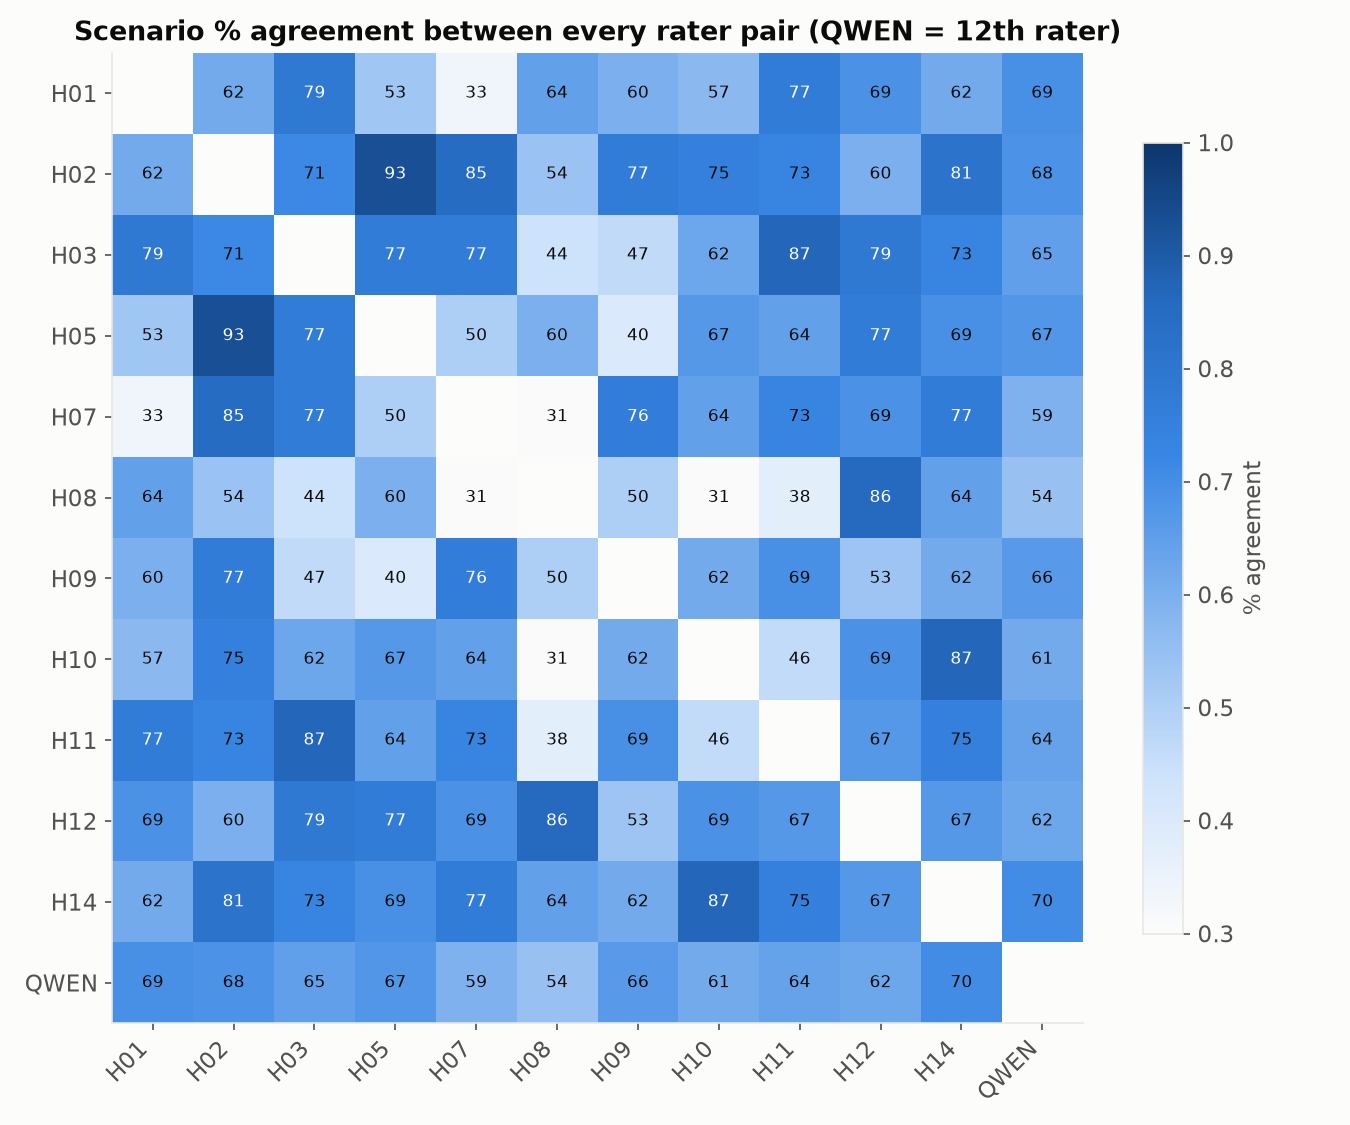 Scenario % agreement between every rater pair (QWEN = 12th rater)
H01 62 79 53 33 64 60 57 77 69 62 69
H02 62 71 93 85 54 77 75 73 60 81 68
H03 79 71 77 77 44 47 62 87 79 73 65
H05 53 93 77 50 60 40 67 64 77 69 67
H07 33 85 77 50 31 76 64 73 69 77 59
H08 64 54 44 60 31 50 31 38 86 64 54
H09 60 77 47 40 76 50 62 69 53 62 66
H10 57 75 62 67 64 31 62 46 69 87 61
H11 77 73 87 64 73 38 69 46 67 75 64
H12 69 60 79 77 69 86 53 69 67 67 62
H14 62 81 73 69 77 64 62 87 75 67 70
QWEN 69 68 65 67 59 54 66 61 64 62 70
H01 H02 H03 H05 H07 H08 H09 H10 H11 H12 H14 QWEN
1.0
0.9
0.8
0.7
0.6
0.5
0.4
0.3
% agreement